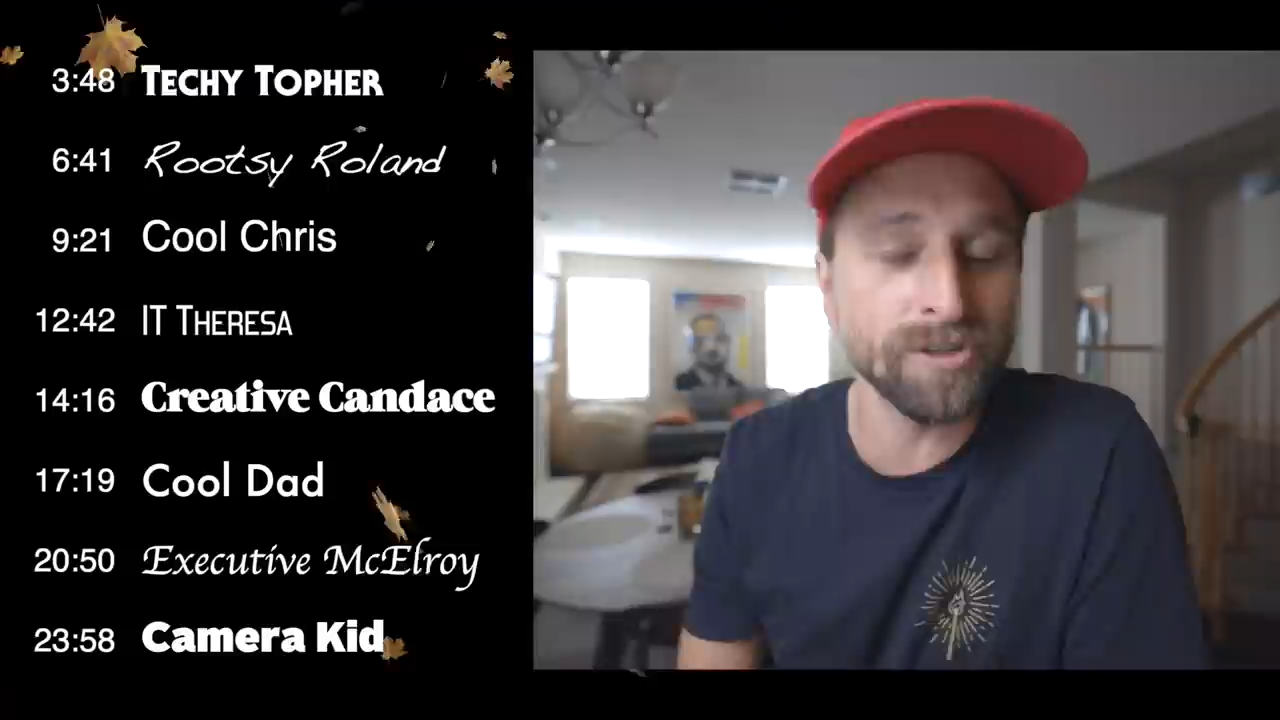 3:48 Techy Topher
6:41 Rootsy Roland
9:21 Cool Chris
12:42 IT Theresa
14:16 Creative Candace
17:19 Cool Dad
20:50 Executive McElroy
23:58 Camera Kid